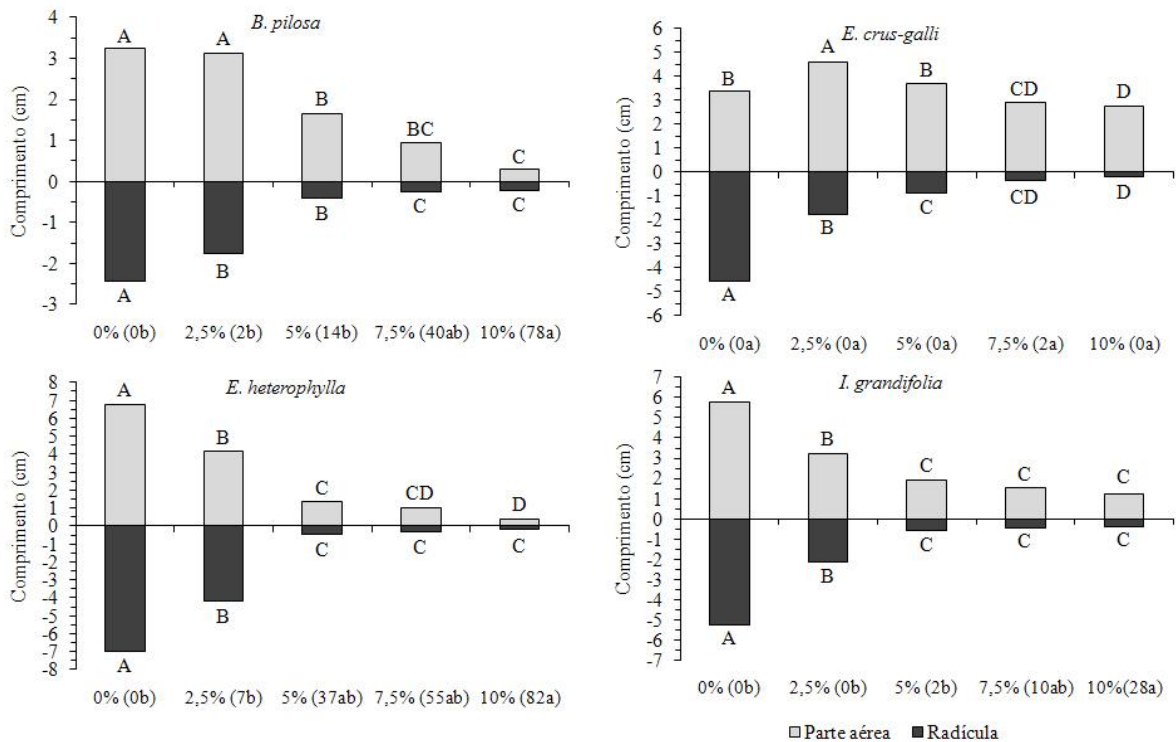 B. pilosa
Comprimento (cm)
4
3
2
1
0
-1
-2
-3
A A B BC C
A B B C C
0% (0b) 2,5% (2b) 5% (14b) 7,5% (40ab) 10% (78a)
E. crus-galli
Comprimento (cm)
6
5
4
3
2
1
0
-1
-2
-3
-4
-5
-6
B A B CD D
A B C CD D
0% (0a) 2,5% (0a) 5% (0a) 7,5% (2a) 10% (0a)
E. heterophylla
Comprimento (cm)
8
7
6
5
4
3
2
1
0
-1
-2
-3
-4
-5
-6
-7
-8
A B C CD D
A B C C C
0% (0b) 2,5% (7b) 5% (37ab) 7,5% (55ab) 10% (82a)
I. grandifolia
Comprimento (cm)
7
6
5
4
3
2
1
0
-1
-2
-3
-4
-5
-6
-7
A B C C C
A B C C C
0% (0b) 2,5% (0b) 5% (2b) 7,5% (10ab) 10%(28a)
Parte aérea Radícula